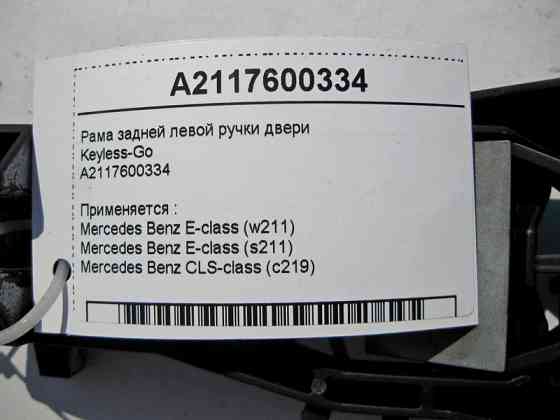 A2117600334
Рама задней левой ручки двери
Keyless-Go
A2117600334
Применяется :
Mercedes Benz E-class (w211)
Mercedes Benz E-class (s211)
Mercedes Benz CLS-class (c219)